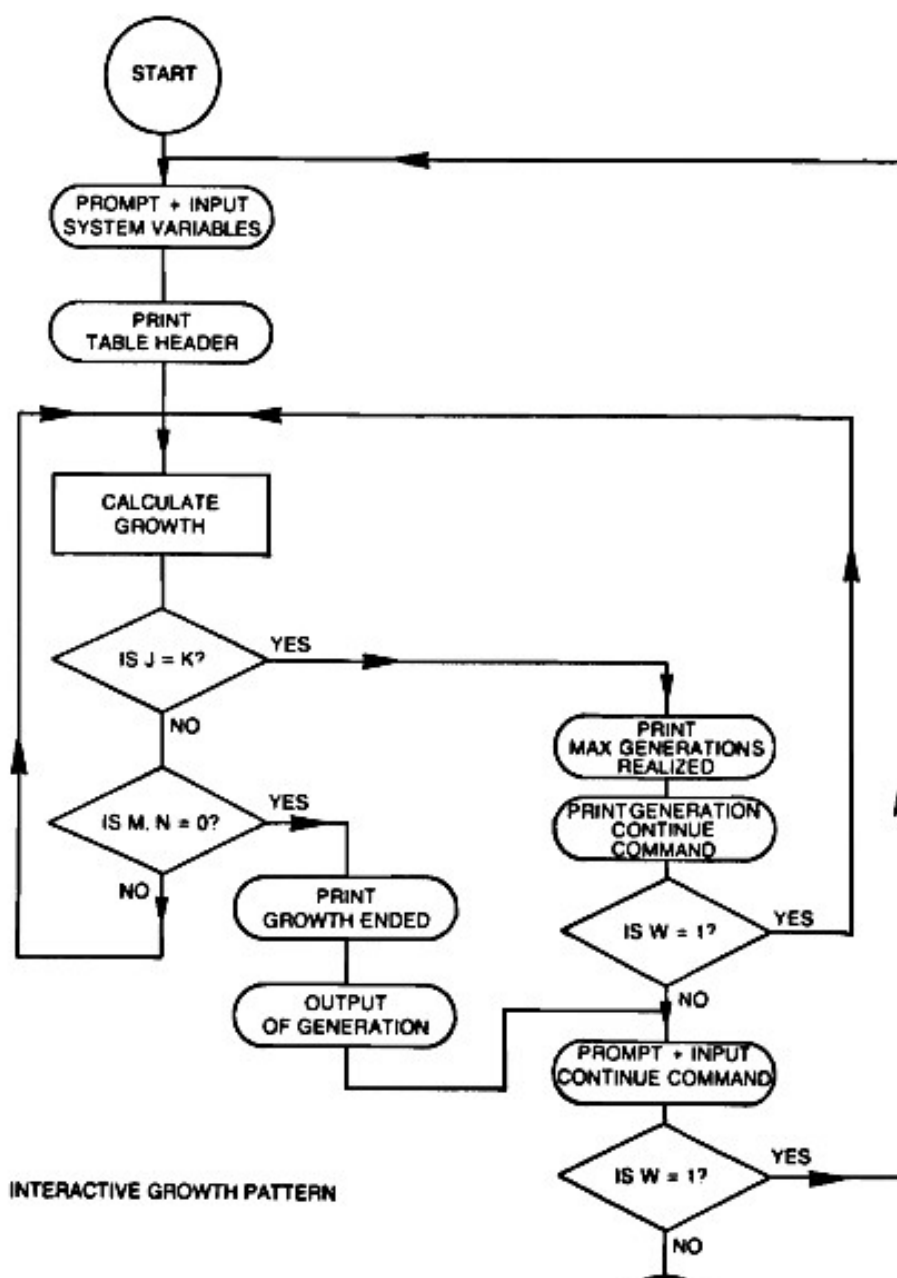 START
PROMPT + INPUT
SYSTEM VARIABLES
PRINT
TABLE HEADER
CALCULATE
GROWTH
IS J = K?
YES
NO
IS M, N = 0?
YES
NO
PRINT
GROWTH ENDED
OUTPUT
OF GENERATION
PRINT
MAX GENERATIONS
REALIZED
PRINT GENERATION
CONTINUE
COMMAND
IS W = 1?
YES
NO
PROMPT + INPUT
CONTINUE COMMAND
IS W = 1?
YES
NO
INTERACTIVE GROWTH PATTERN